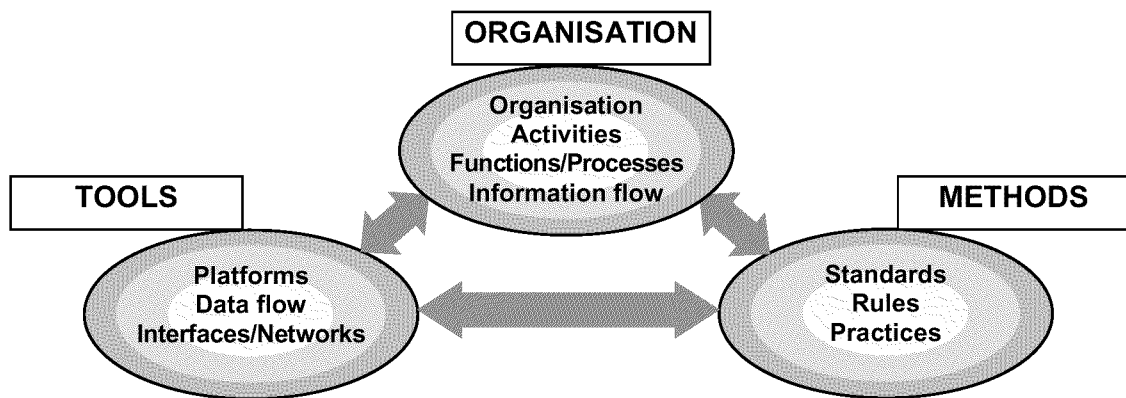 ORGANISATION
Organisation
Activities
Functions/Processes
Information flow
TOOLS
Platforms
Data flow
Interfaces/Networks
METHODS
Standards
Rules
Practices